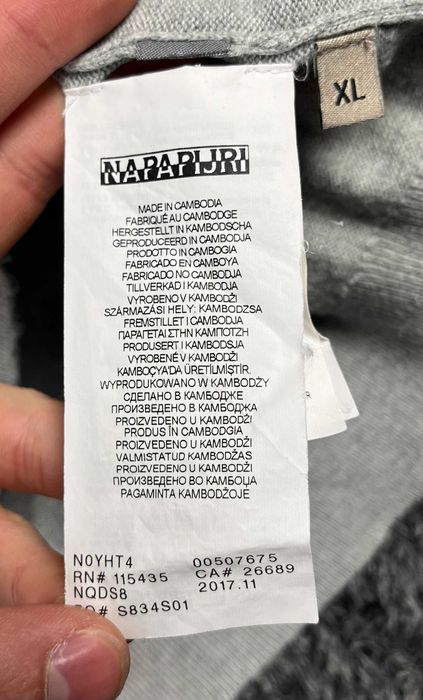 XL
NAPAPIJRI
MADE IN CAMBODIA
FABRIQUÉ AU CAMBODGE
HERGESTELLT IN KAMBODSCHA
GEPRODUCEERD IN CAMBODJA
PRODOTTO IN CAMBOGIA
FABRICADO EN CAMBOYA
FABRICADO NO CAMBODJA
TILLVERKAD I KAMBODJA
VYROBENO V KAMBODŽI
SZÁRMAZÁSI HELY: KAMBODZSA
FREMSTILLET I CAMBODJA
ΠΑΡΑΓΕΤΑΙ ΣΤΗΝ ΚΑΜΠΟΤΖΗ
PRODUSERT I KAMBODSJA
VYROBENÉ V KAMBODŽI
KAMBOÇYA'DA ÜRETİLMİŞTİR.
WYPRODUKOWANO W KAMBODŻY
СДЕЛАНО В КАМБОДЖЕ
ПРОИЗВЕДЕНО В КАМБОДЖА
PROIZVEDENO U KAMBODŽI
PRODUS ÎN CAMBODGIA
PROIZVEDENO U KAMBODŽI
VALMISTATUD KAMBODŽAS
PROIZVEDENO U KAMBODŽI
ПРОИЗВЕДЕНО ВО КАМБОЏА
PAGAMINTA KAMBODŽOJE
N0YHT4 00507675
RN# 115435 CA# 26689
NQDS8 2017.11
# S834S01